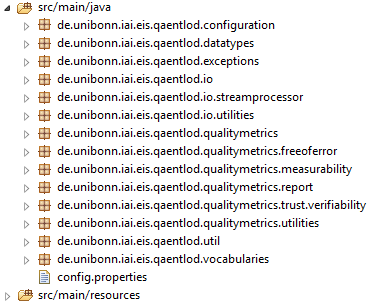 src/main/java
de.unibonn.iai.eis.qaentlod.configuration
de.unibonn.iai.eis.qaentlod.datatypes
de.unibonn.iai.eis.qaentlod.exceptions
de.unibonn.iai.eis.qaentlod.io
de.unibonn.iai.eis.qaentlod.io.streamprocessor
de.unibonn.iai.eis.qaentlod.io.utilities
de.unibonn.iai.eis.qaentlod.qualitymetrics
de.unibonn.iai.eis.qaentlod.qualitymetrics.freeoferror
de.unibonn.iai.eis.qaentlod.qualitymetrics.measurability
de.unibonn.iai.eis.qaentlod.qualitymetrics.report
de.unibonn.iai.eis.qaentlod.qualitymetrics.trust.verifiability
de.unibonn.iai.eis.qaentlod.qualitymetrics.utilities
de.unibonn.iai.eis.qaentlod.util
de.unibonn.iai.eis.qaentlod.vocabularies
config.properties
src/main/resources